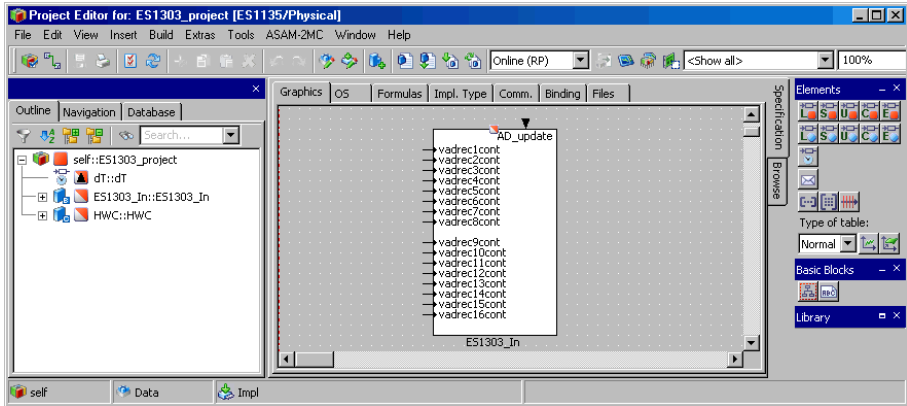 Project Editor for: ES1303_project [ES1135/Physical]
File Edit View Insert Build Extras Tools ASAM-2MC Window Help
Online (RP) <Show all> 100%
Outline Navigation Database
Search...
self::ES1303_project
dT::dT
ES1303_In::ES1303_In
HWC::HWC
Graphics OS Formulas Impl. Type Comm. Binding Files
AD_update
vadrec1cont
vadrec2cont
vadrec3cont
vadrec4cont
vadrec5cont
vadrec6cont
vadrec7cont
vadrec8cont
vadrec9cont
vadrec10cont
vadrec11cont
vadrec12cont
vadrec13cont
vadrec14cont
vadrec15cont
vadrec16cont
ES1303_In
Specification
Browse
Elements
L S U C E
L S U C E
Type of table:
Normal
Basic Blocks
Library
self Data Impl